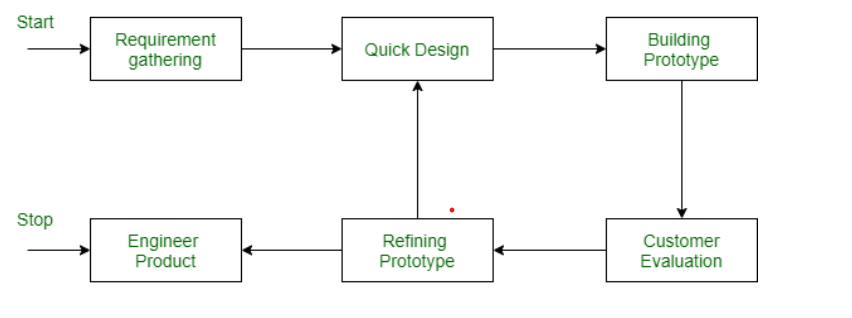 Start
Requirement
gathering
Quick Design
Building
Prototype
Stop
Engineer
Product
Refining
Prototype
Customer
Evaluation